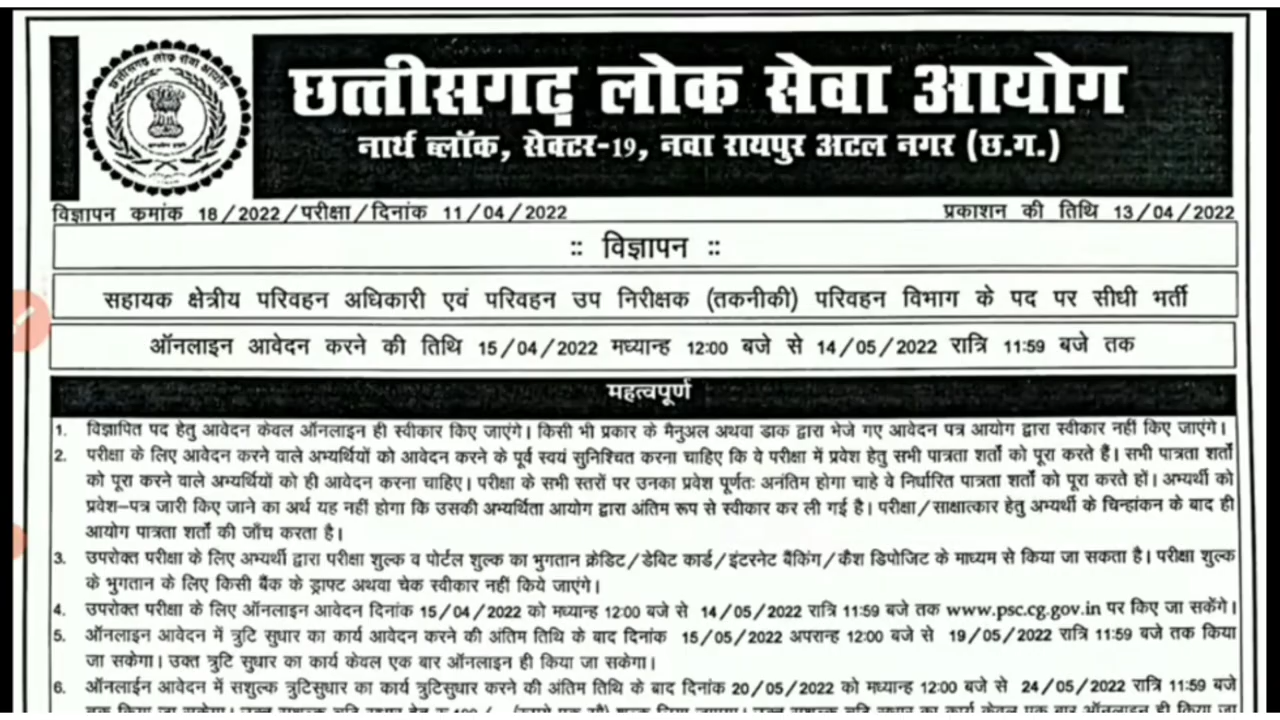 छत्तीसगढ़ लोक सेवा आयोग
छत्तीसगढ़ लोक सेवा आयोग
नार्थ ब्लॉक, सेक्टर-19, नवा रायपुर अटल नगर (छ.ग.)
विज्ञापन कमांक 18/2022/परीक्षा/दिनांक 11/04/2022 प्रकाशन की तिथि 13/04/2022
:: विज्ञापन ::
सहायक क्षेत्रीय परिवहन अधिकारी एवं परिवहन उप निरीक्षक (तकनीकी) परिवहन विभाग के पद पर सीधी भर्ती
ऑनलाइन आवेदन करने की तिथि 15/04/2022 मध्यान्ह 12:00 बजे से 14/05/2022 रात्रि 11:59 बजे तक
महत्वपूर्ण
1. विज्ञापित पद हेतु आवेदन केवल ऑनलाइन ही स्वीकार किए जाएंगे। किसी भी प्रकार के मैनुअल अथवा डाक द्वारा भेजे गए आवेदन पत्र आयोग द्वारा स्वीकार नहीं किए जाएंगे।
2. परीक्षा के लिए आवेदन करने वाले अभ्यर्थियों को आवेदन करने के पूर्व स्वयं सुनिश्चित करना चाहिए कि वे परीक्षा में प्रवेश हेतु सभी पात्रता शर्तो को पूरा करते हैं। सभी पात्रता शर्तो
को पूरा करने वाले अभ्यर्थियों को ही आवेदन करना चाहिए। परीक्षा के सभी स्तरों पर उनका प्रवेश पूर्णतः अनंतिम होगा चाहे वे निर्धारित पात्रता शर्तो को पूरा करते हों। अभ्यर्थी को
प्रवेश–पत्र जारी किए जाने का अर्थ यह नहीं होगा कि उसकी अभ्यर्थिता आयोग द्वारा अंतिम रूप से स्वीकार कर ली गई है। परीक्षा/साक्षात्कार हेतु अभ्यर्थी के चिन्हांकन के बाद ही
आयोग पात्रता शर्तो की जाँच करता है।
3. उपरोक्त परीक्षा के लिए अभ्यर्थी द्वारा परीक्षा शुल्क व पोर्टल शुल्क का भुगतान क्रेडिट/डेबिट कार्ड/इंटरनेट बैंकिंग/कैश डिपोजिट के माध्यम से किया जा सकता है। परीक्षा शुल्क
के भुगतान के लिए किसी बैंक के ड्राफ्ट अथवा चेक स्वीकार नहीं किये जाएंगे।
4. उपरोक्त परीक्षा के लिए ऑनलाइन आवेदन दिनांक 15/04/2022 को मध्यान्ह 12:00 बजे से 14/05/2022 रात्रि 11:59 बजे तक www.psc.cg.gov.in पर किए जा सकेंगे।
5. ऑनलाइन आवेदन में त्रुटि सुधार का कार्य आवेदन करने की अंतिम तिथि के बाद दिनांक 15/05/2022 अपरान्ह 12:00 बजे से 19/05/2022 रात्रि 11:59 बजे तक किया
जा सकेगा। उक्त त्रुटि सुधार का कार्य केवल एक बार ऑनलाइन ही किया जा सकेगा।
6. ऑनलाईन आवेदन में सशुल्क त्रुटिसुधार का कार्य त्रुटिसुधार करने की अंतिम तिथि के बाद दिनांक 20/05/2022 को मध्यान्ह 12:00 बजे से 24/05/2022 रात्रि 11:59 बजे